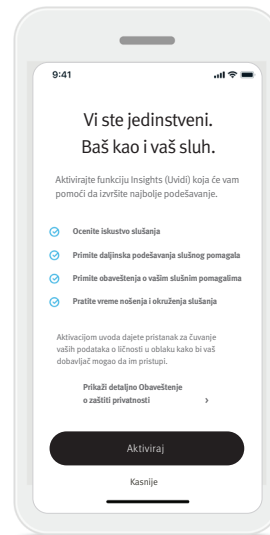 9:41
Vi ste jedinstveni.
Baš kao i vaš sluh.
Aktivirajte funkciju Insights (Uvidi) koja će vam
pomoći da izvršite najbolje podešavanje.
Ocenite iskustvo slušanja
Primite daljinska podešavanja slušnog pomagala
Primite obaveštenja o vašim slušnim pomagalima
Pratite vreme nošenja i okruženja slušanja
Aktivacijom uvoda dajete pristanak za čuvanje
vaših podataka o ličnosti u oblaku kako bi vaš
dobavljač mogao da im pristupi.
Prikaži detaljno Obaveštenje
o zaštiti privatnosti
Aktiviraj
Kasnije